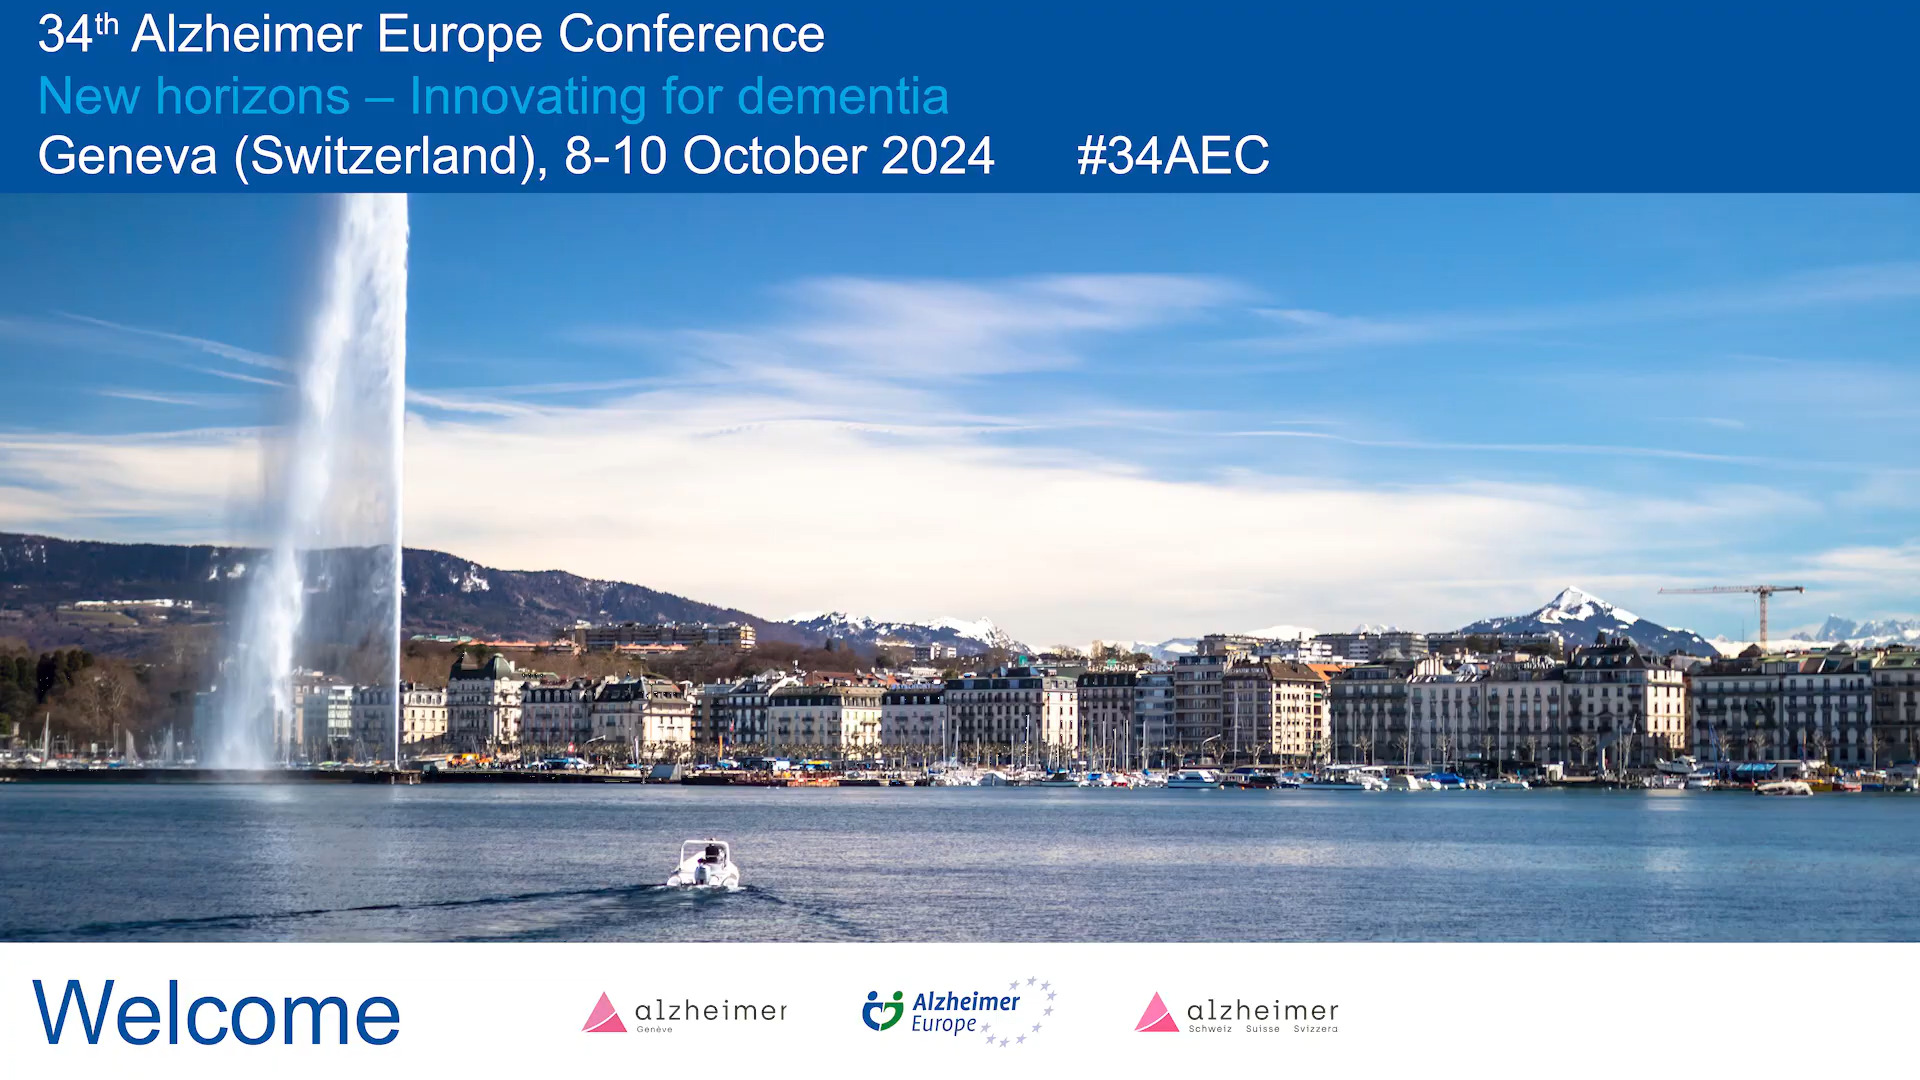 34th Alzheimer Europe Conference
New horizons – Innovating for dementia
Geneva (Switzerland), 8-10 October 2024 #34AEC
Welcome
alzheimer
Genève
Alzheimer
Europe
alzheimer
Schweiz Suisse Svizzera